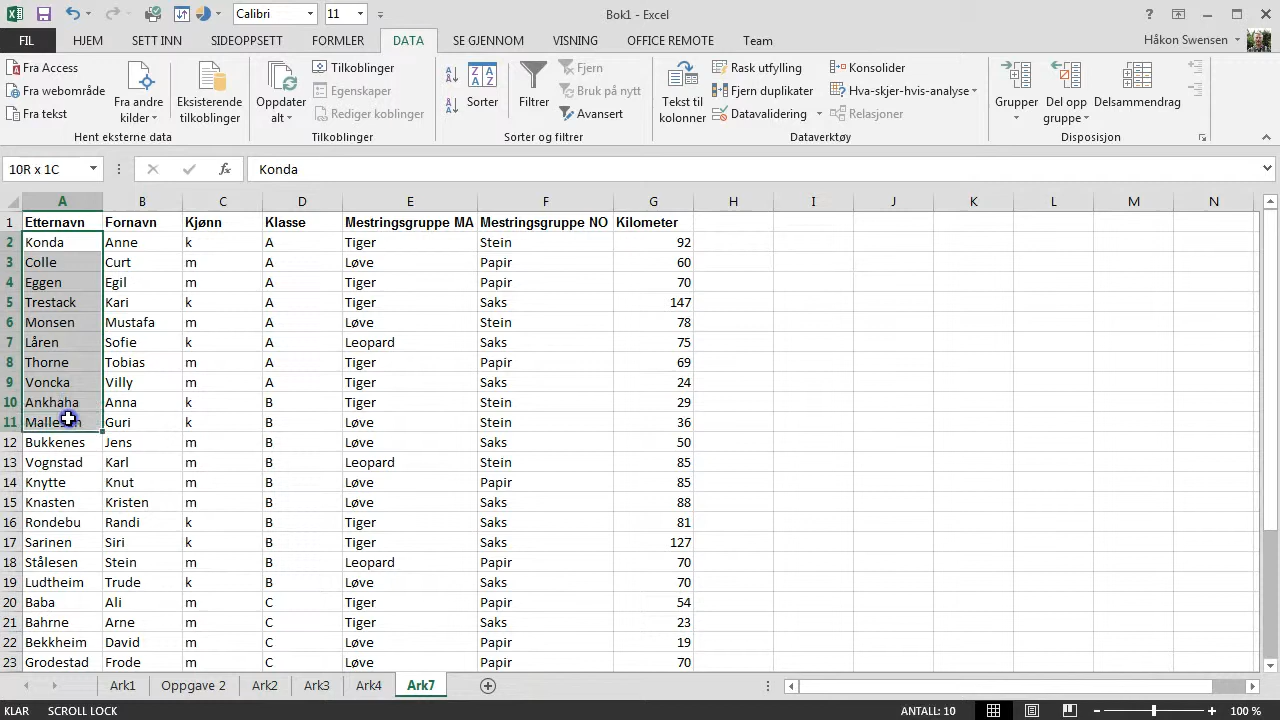 Calibri 11 Bok1 - Excel ?
FIL HJEM SETT INN SIDEOPPSETT FORMLER DATA SE GJENNOM VISNING OFFICE REMOTE Team Håkon Swensen
Fra Access
Fra webområde
Fra tekst
Fra andre kilder
Eksisterende tilkoblinger
Hent eksterne data
Oppdater alt
Tilkoblinger
Egenskaper
Rediger koblinger
Tilkoblinger
Sorter
Filtrer
Fjern
Bruk på nytt
Avansert
Sorter og filtrer
Tekst til kolonner
Rask utfylling
Fjern duplikater
Datavalidering
Konsolider
Hva-skjer-hvis-analyse
Relasjoner
Dataverktøy
Grupper
Del opp gruppe
Delsammendrag
Disposisjon
10R x 1C fx Konda
A B C D E F G H I J K L M N
1 Etternavn Fornavn Kjønn Klasse Mestringsgruppe MA Mestringsgruppe NO Kilometer
2 Konda Anne k A Tiger Stein 92
3 Colle Curt m A Løve Papir 60
4 Eggen Egil m A Tiger Papir 70
5 Trestack Kari k A Tiger Saks 147
6 Monsen Mustafa m A Løve Stein 78
7 Låren Sofie k A Leopard Saks 75
8 Thorne Tobias m A Tiger Papir 69
9 Voncka Villy m A Tiger Saks 24
10 Ankhaha Anna k B Tiger Stein 29
11 Guri k B Løve Stein 36
12 Bukkenes Jens m B Løve Saks 50
13 Vognstad Karl m B Leopard Stein 85
14 Knytte Knut m B Løve Papir 85
15 Knasten Kristen m B Løve Saks 88
16 Rondebu Randi k B Tiger Saks 81
17 Sarinen Siri k B Tiger Saks 127
18 Stålesen Stein m B Leopard Papir 70
19 Ludtheim Trude k B Løve Saks 70
20 Baba Ali m C Tiger Papir 54
21 Bahrne Arne m C Tiger Saks 23
22 Bekkheim David m C Løve Papir 19
23 Grodestad Frode m C Løve Papir 70
Ark1 Oppgave 2 Ark2 Ark3 Ark4 Ark7
KLAR SCROLL LOCK ANTALL: 10 100 %